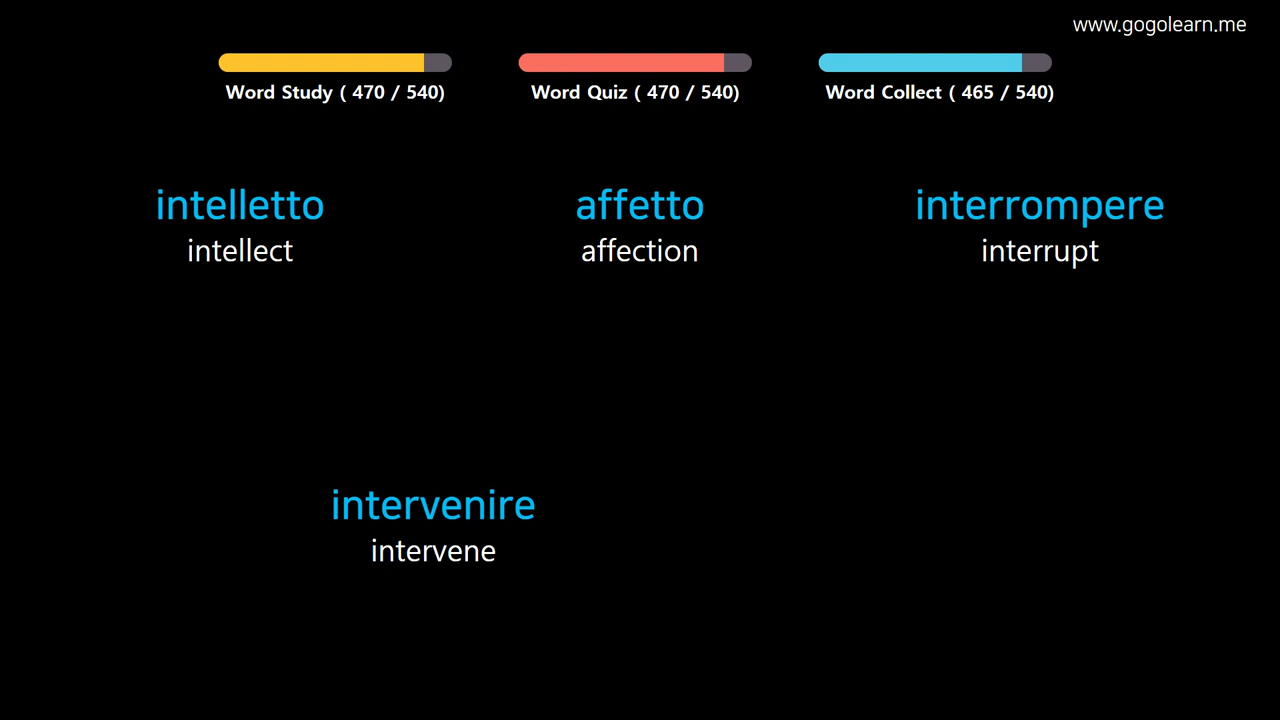 www.gogolearn.me
Word Study ( 470 / 540)
Word Quiz ( 470 / 540)
Word Collect ( 465 / 540)
intelletto
intellect
affetto
affection
interrompere
interrupt
intervenire
intervene